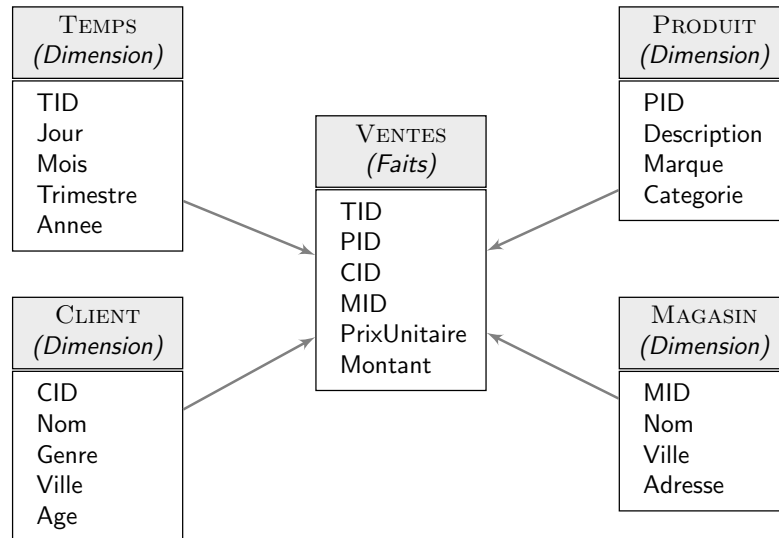 TEMPS
(Dimension)
TID
Jour
Mois
Trimestre
Annee
PRODUIT
(Dimension)
PID
Description
Marque
Categorie
VENTES
(Faits)
TID
PID
CID
MID
PrixUnitaire
Montant
CLIENT
(Dimension)
CID
Nom
Genre
Ville
Age
MAGASIN
(Dimension)
MID
Nom
Ville
Adresse